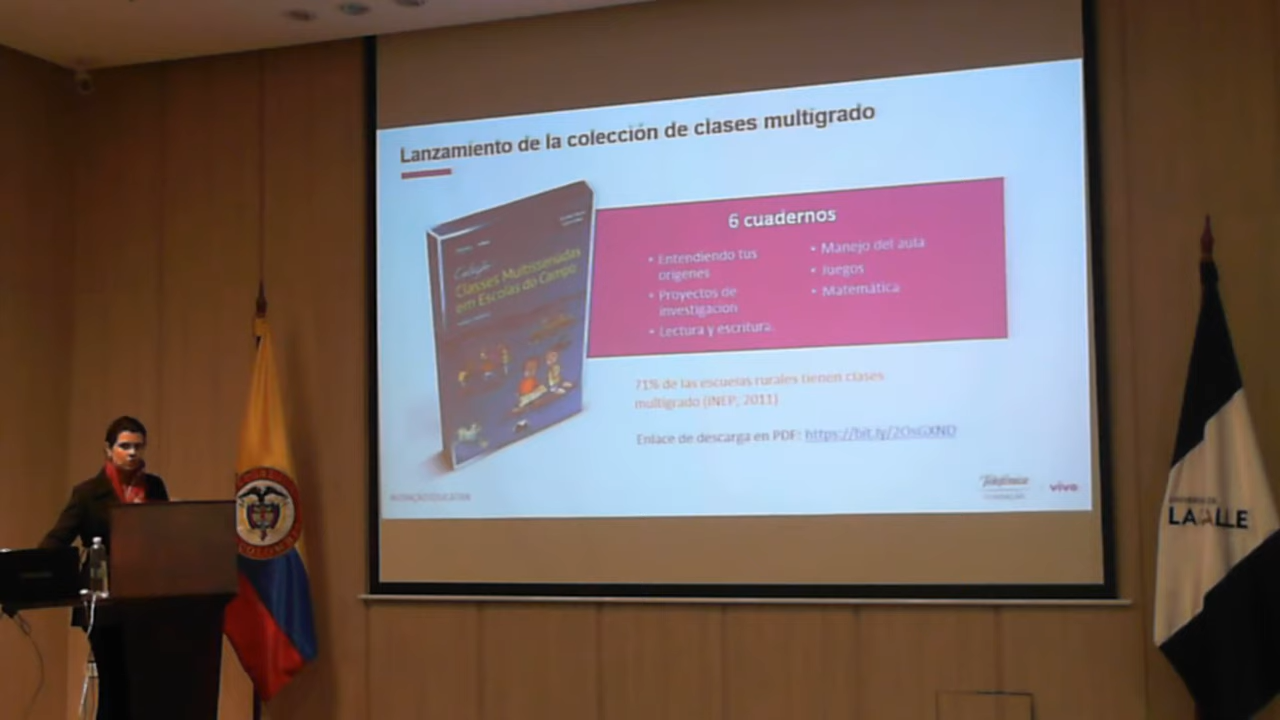 Lanzamiento de la colección de clases multigrado
6 cuadernos
• Entendiendo tus
orígenes
• Proyectos de
investigación
• Lectura y escritura
• Manejo del aula
• Juegos
• Matemática
Coleção
Classes Multisseriadas
em Escolas do Campo
71% de las escuelas rurales tienen clases
multigrado (INEP, 2011)
Enlace de descarga en PDF: https://bit.ly/2OsGXND
Telefónica
vivo
COLOMBIA
LA SALLE